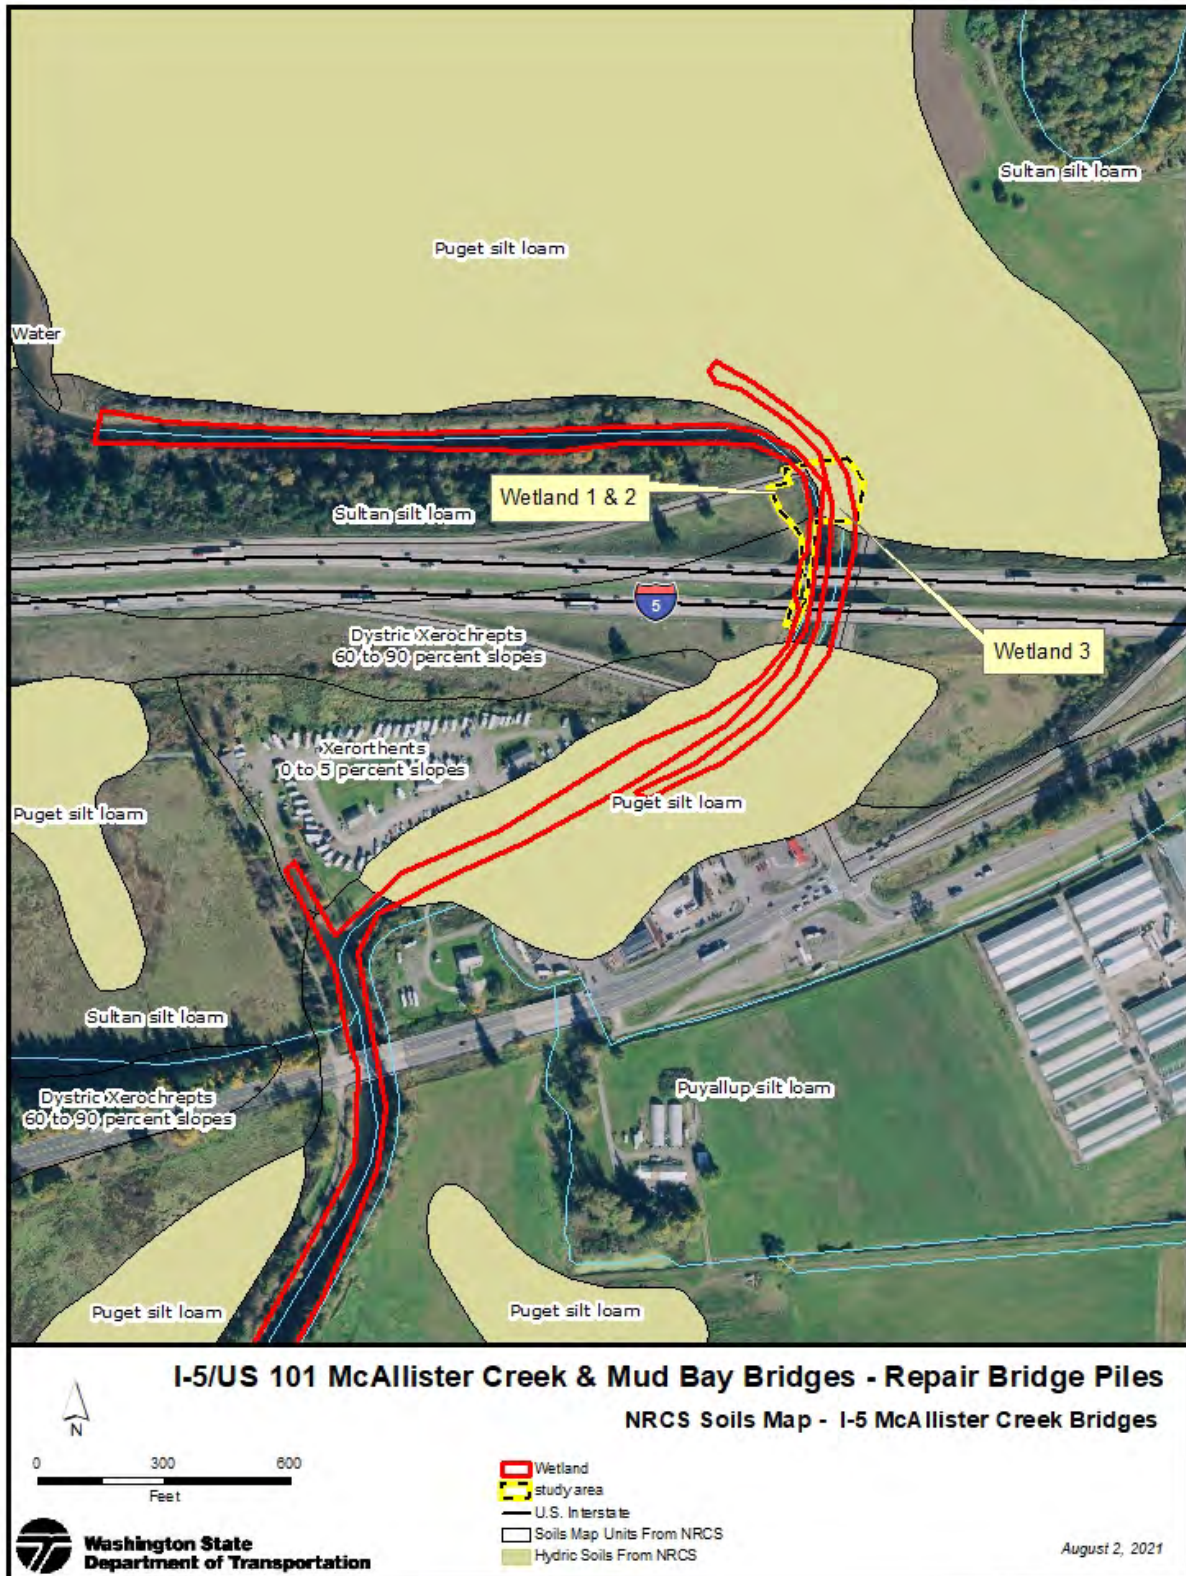 Sultan silt loam
Puget silt loam
Water
Wetland 1 & 2
Sultan silt loam
5
Dystric Xerochrepts
60 to 90 percent slopes
Wetland 3
Xerorthents
0 to 5 percent slopes
Puget silt loam
Puget silt loam
Sultan silt loam
Dystric Xerochrepts
60 to 90 percent slopes
Puyallup silt loam
Puget silt loam
Puget silt loam
I-5/US 101 McAllister Creek & Mud Bay Bridges - Repair Bridge Piles
NRCS Soils Map - I-5 McAllister Creek Bridges
N
0 300 600
Feet
Wetland
study area
U.S. Interstate
Soils Map Units From NRCS
Hydric Soils From NRCS
Washington State
Department of Transportation
August 2, 2021